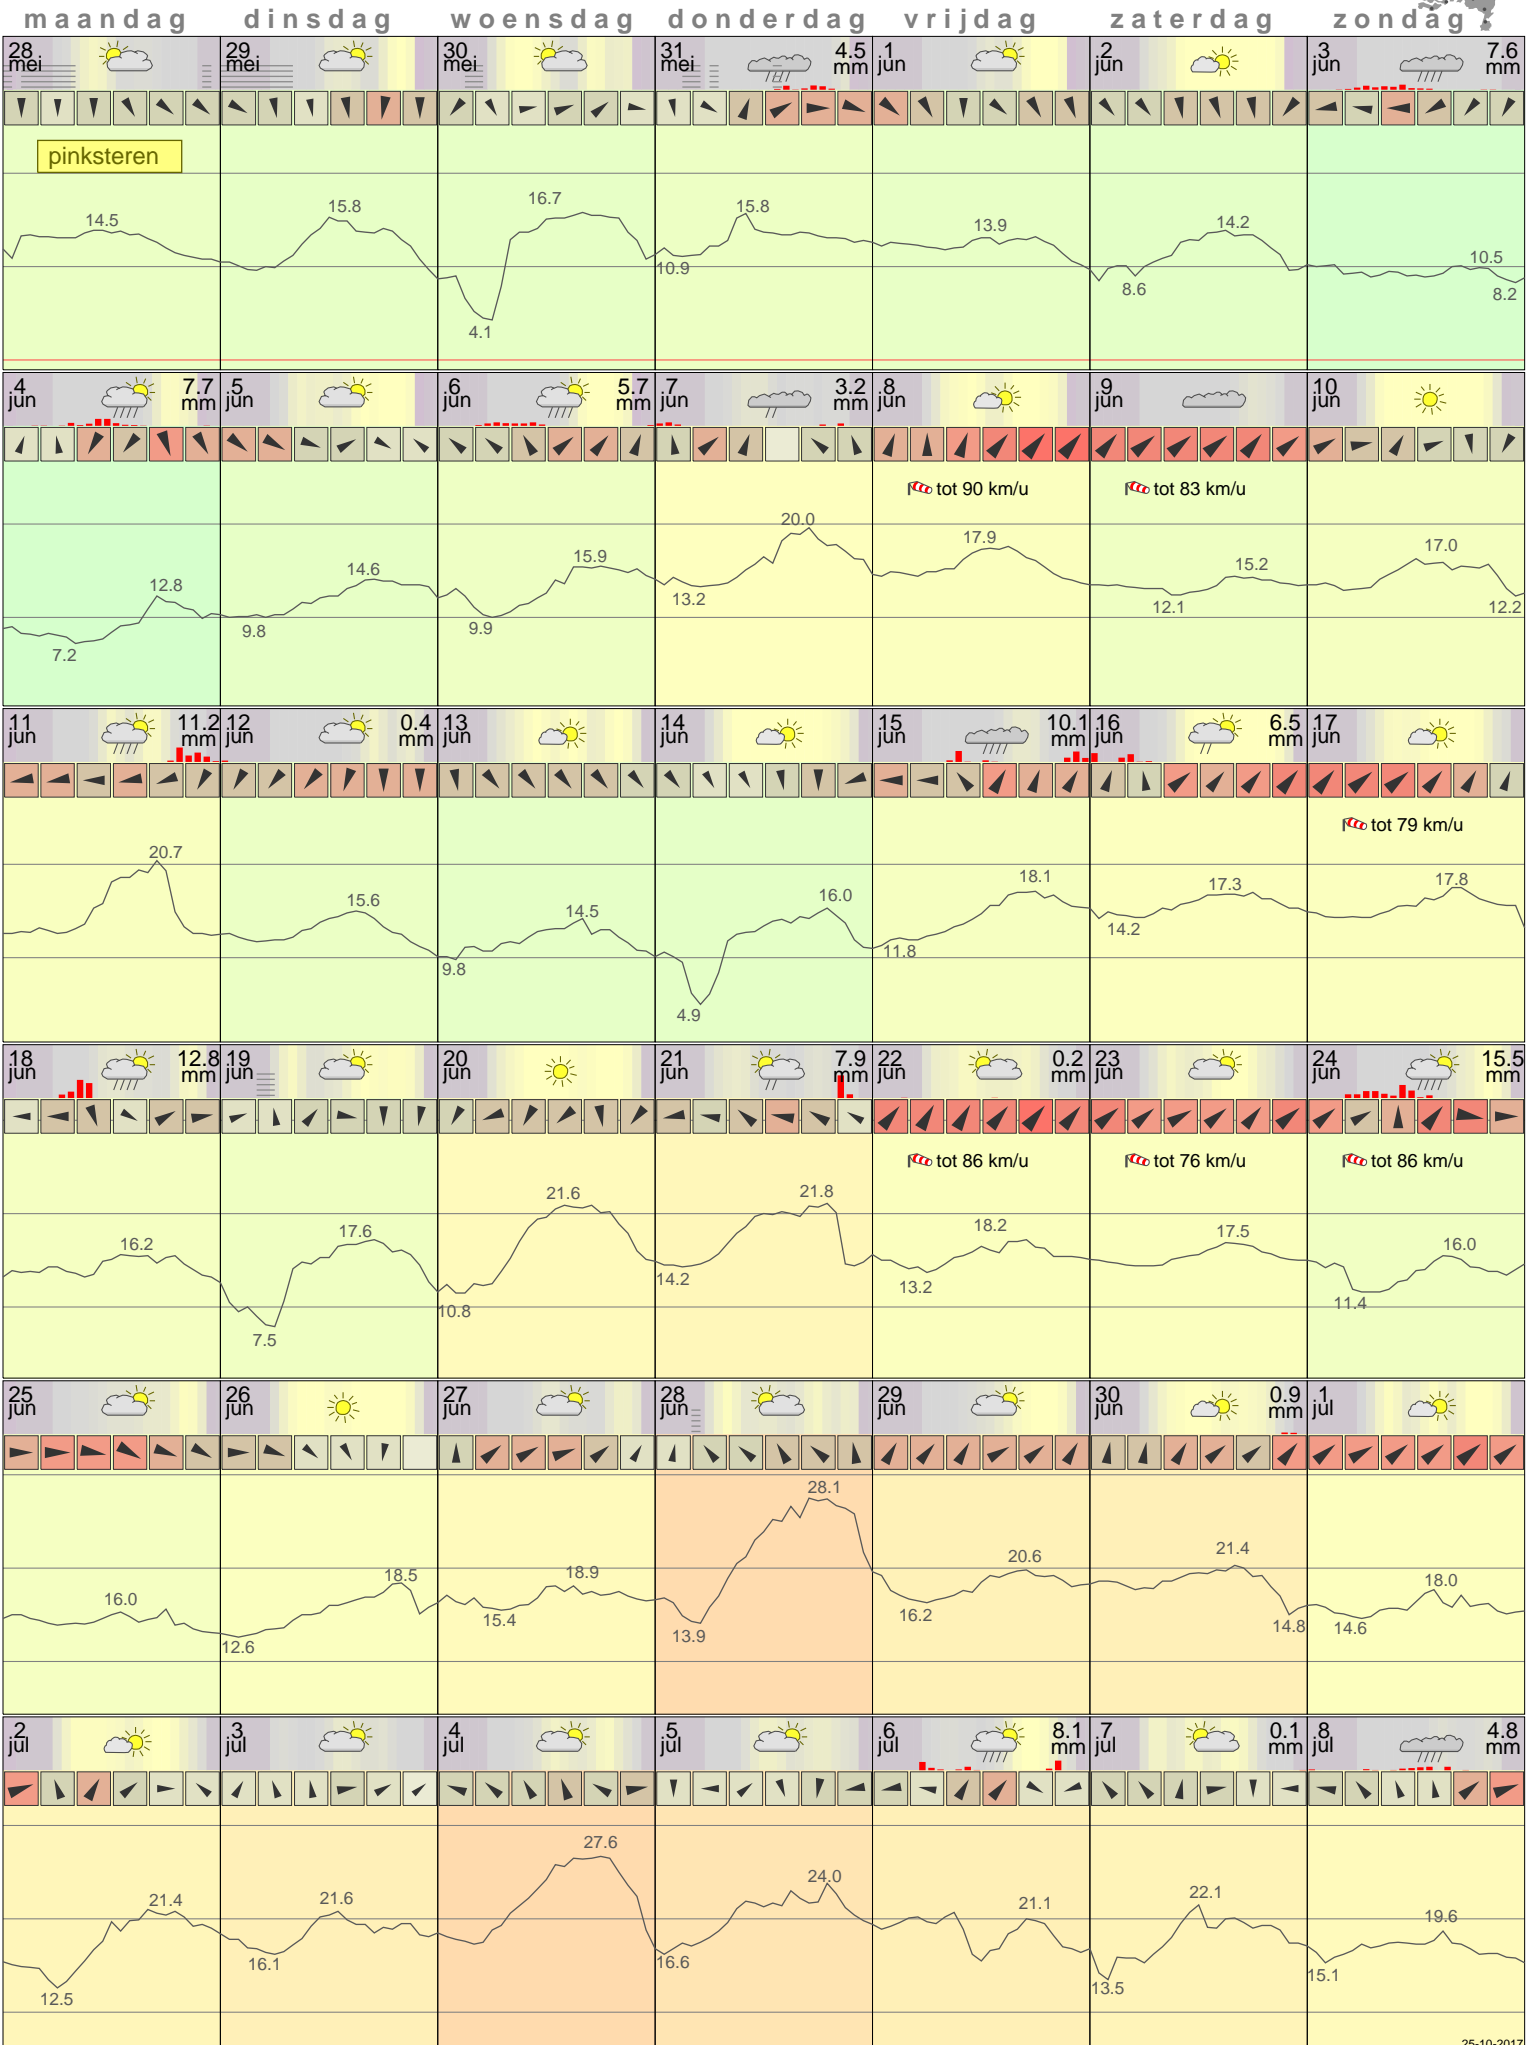 maandag dinsdag woensdag donderdag vrijdag zaterdag zondag
28 mei
29 mei
30 mei
31 mei 4.5 mm
1 jun
2 jun
3 jun 7.6 mm
pinksteren
14.5
15.8
4.1 16.7
10.9 15.8
13.9
8.6 14.2
10.5 8.2
4 jun 7.7 mm
5 jun
6 jun 5.7 mm
7 jun 3.2 mm
8 jun
9 jun
10 jun
tot 90 km/u
tot 83 km/u
7.2 12.8
9.8 14.6
9.9 15.9
13.2 20.0
17.9
12.1 15.2
17.0 12.2
11 jun 11.2 mm
12 jun 0.4 mm
13 jun
14 jun
15 jun 10.1 mm
16 jun 6.5 mm
17 jun
tot 79 km/u
20.7
15.6
9.8 14.5
4.9 16.0
11.8 18.1
14.2 17.3
17.8
18 jun 12.8 mm
19 jun
20 jun
21 jun 7.9 mm
22 jun 0.2 mm
23 jun
24 jun 15.5 mm
tot 86 km/u
tot 76 km/u
tot 86 km/u
16.2
7.5 17.6
10.8 21.6
14.2 21.8
13.2 18.2
17.5
11.4 16.0
25 jun
26 jun
27 jun
28 jun
29 jun
30 jun 0.9 mm
1 jul
16.0
12.6 18.5
15.4 18.9
13.9 28.1
16.2 20.6
21.4 14.8
14.6 18.0
2 jul
3 jul
4 jul
5 jul
6 jul 8.1 mm
7 jul 0.1 mm
8 jul 4.8 mm
12.5 21.4
16.1 21.6
27.6
16.6 24.0
21.1
13.5 22.1
15.1 19.6
25-10-2017